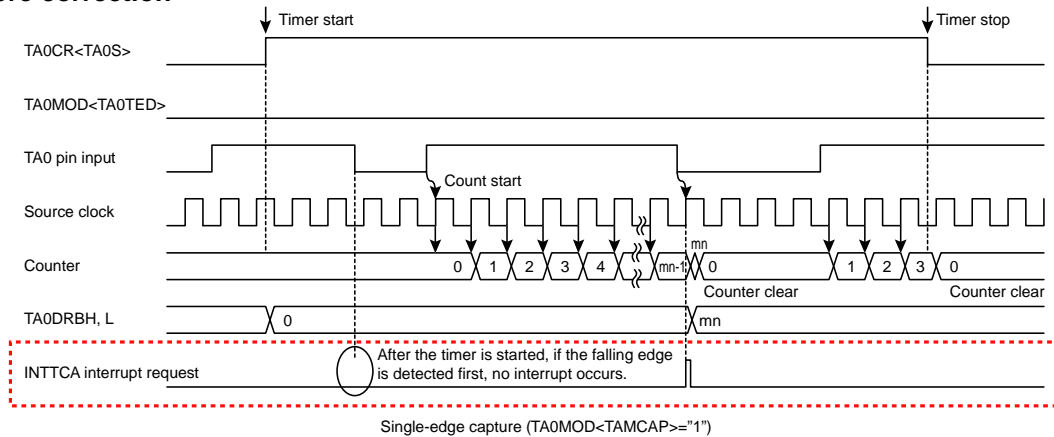 Timer start
Timer stop
TA0CR<TA0S>
TA0MOD<TA0TED>
TA0 pin input
Count start
Source clock
mn
Counter
0 1 2 3 4 mn-1 0 1 2 3 0
Counter clear Counter clear
TA0DRBH, L
0 mn
After the timer is started, if the falling edge
INTTCA interrupt request
is detected first, no interrupt occurs.
Single-edge capture (TA0MOD<TAMCAP>="1")